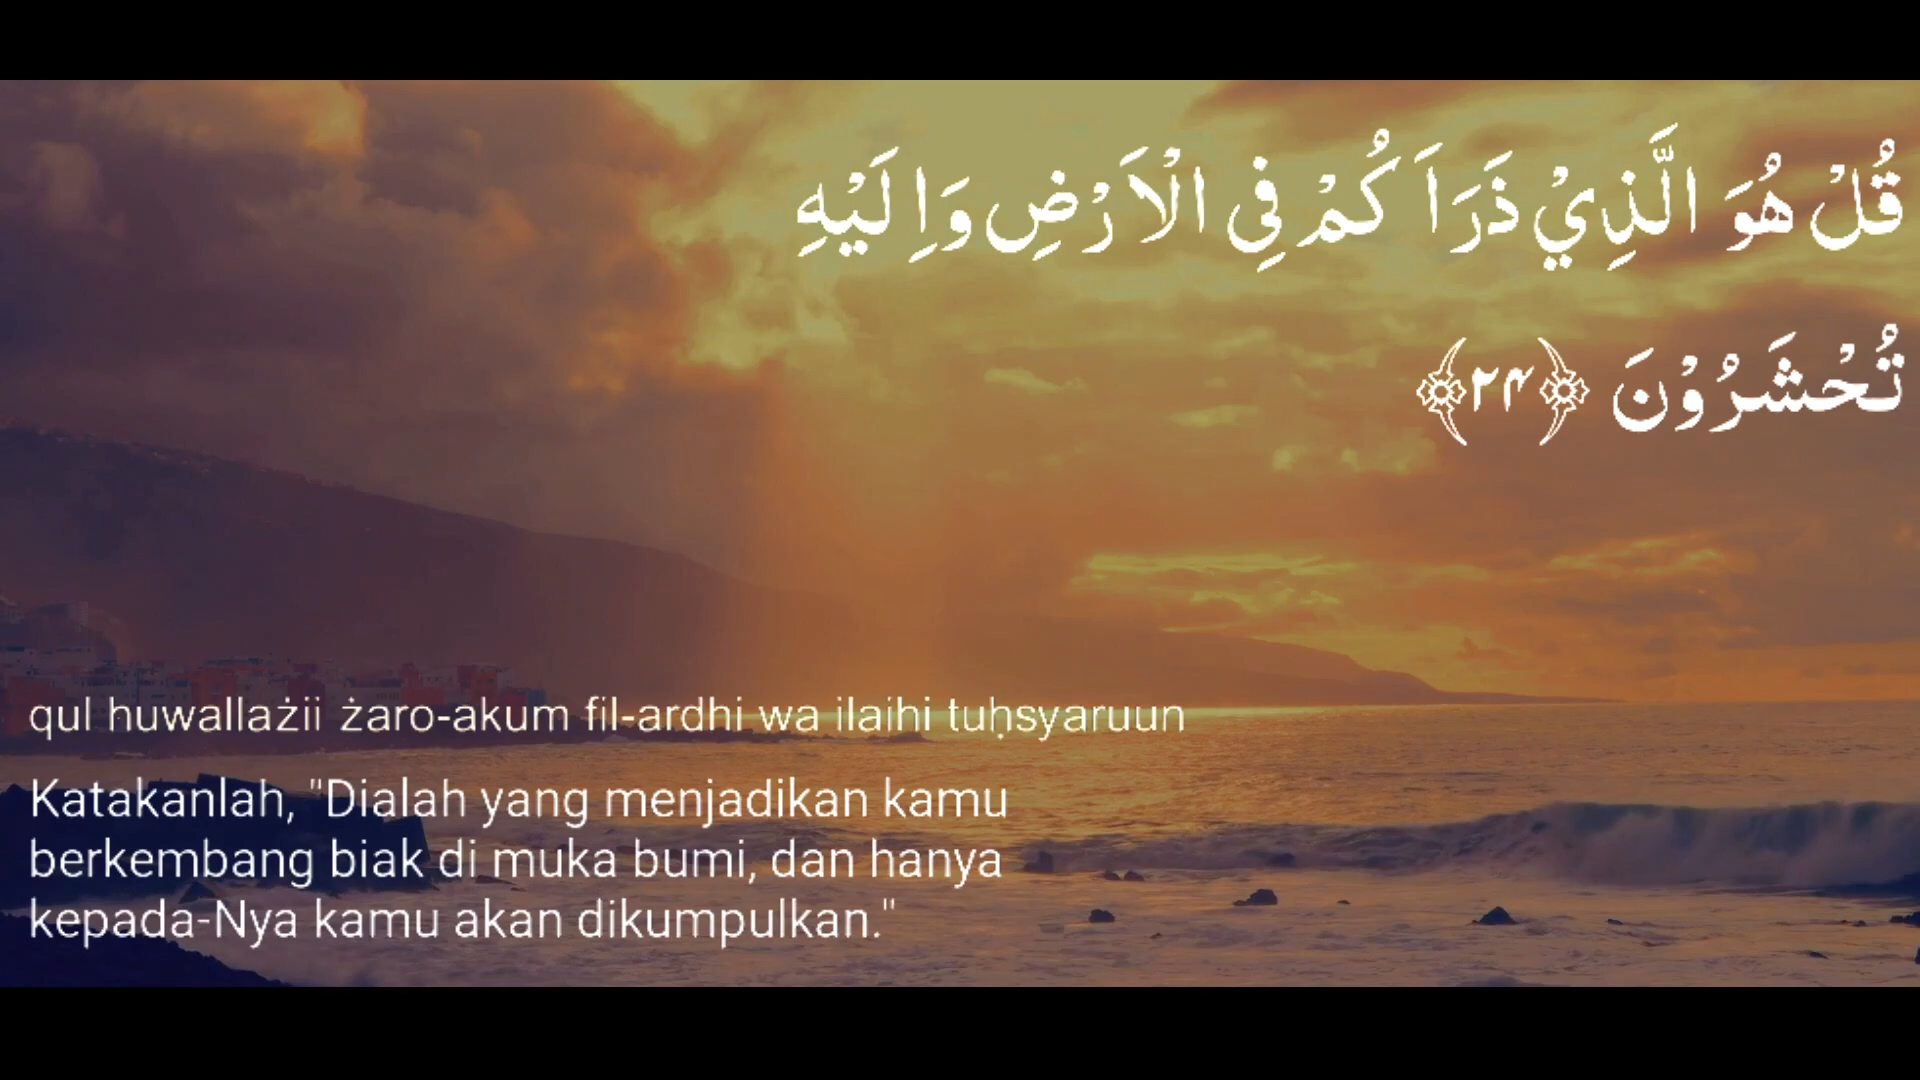 قُلْ هُوَ الَّذِيْ ذَرَاَ كُمْ فِى الْاَرْضِ وَاِ لَيْهِ
تُحْشَرُوْنَ ﴿۲۴﴾
qul huwallażii żaro-akum fil-ardhi wa ilaihi tuḥsyaruun
Katakanlah, "Dialah yang menjadikan kamu
berkembang biak di muka bumi, dan hanya
kepada-Nya kamu akan dikumpulkan."